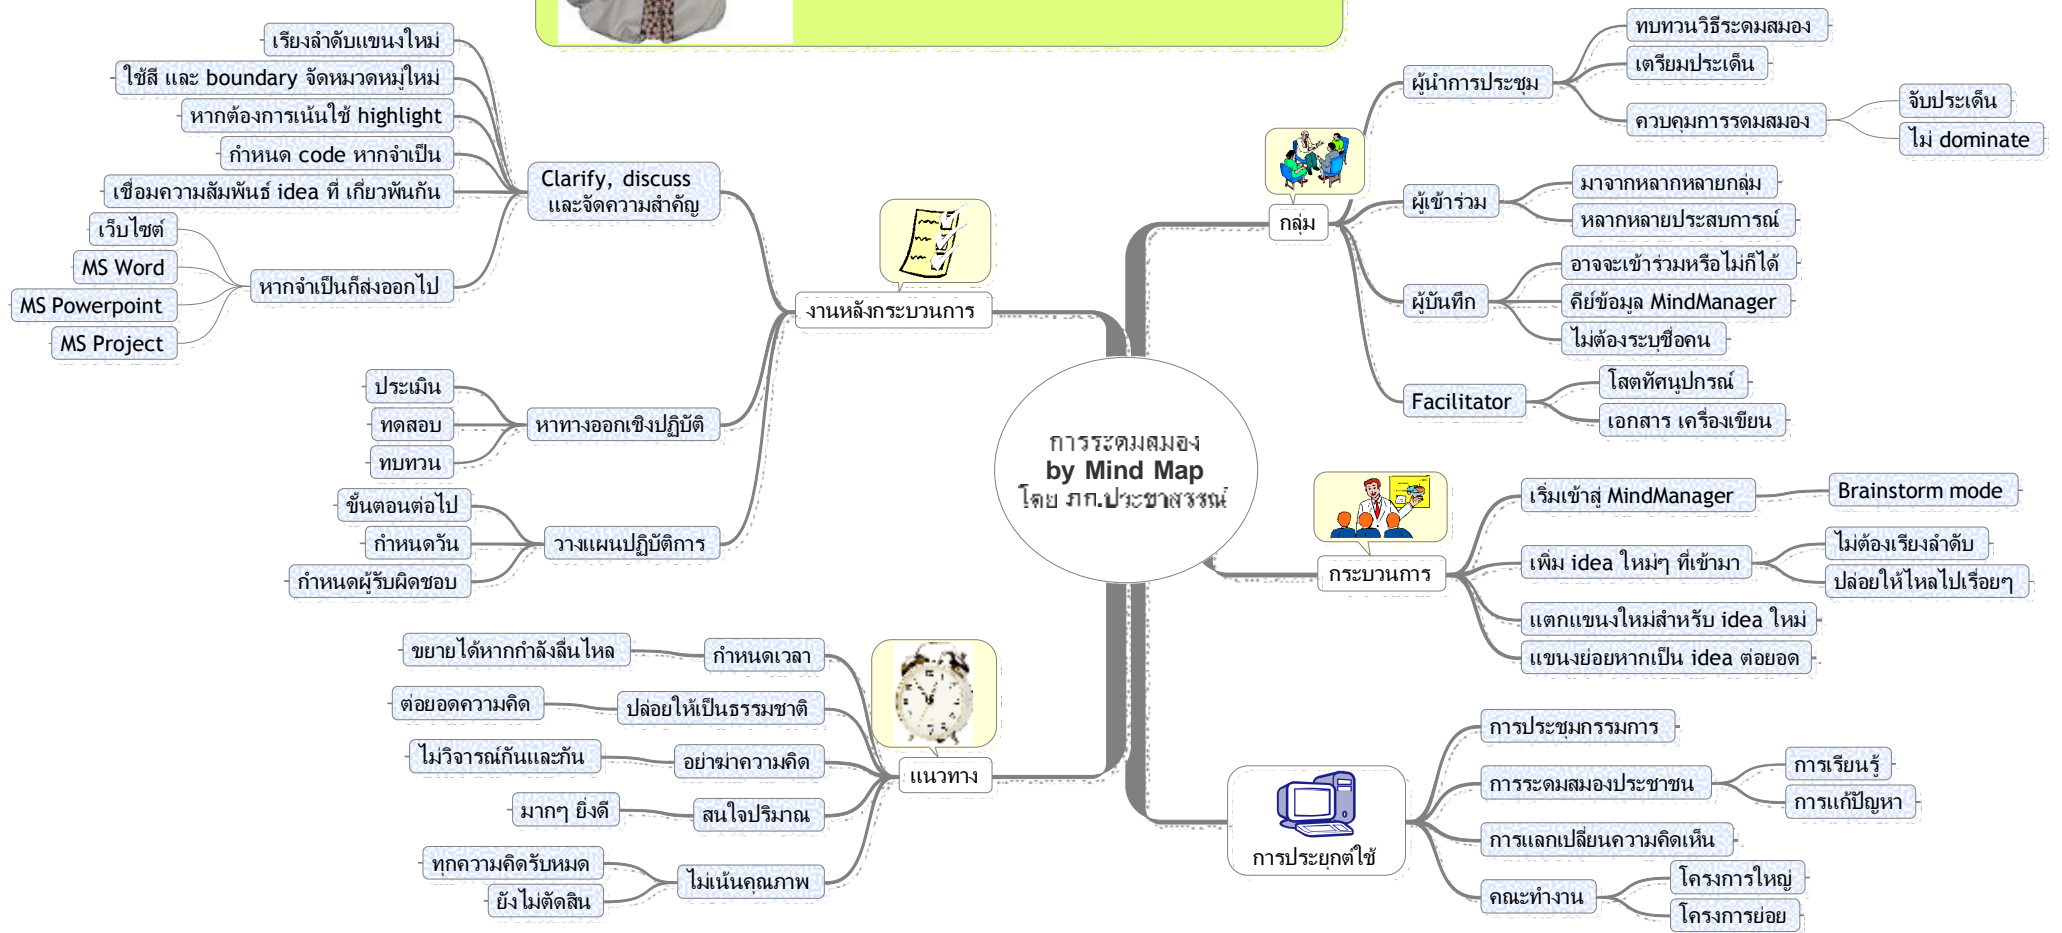 การระดมสมอง
by Mind Map
โดย ภก.ประชาสรรณ์
กลุ่ม
ผู้นำการประชุม
ทบทวนวิธีระดมสมอง
เตรียมประเด็น
ควบคุมการรดมสมอง
จับประเด็น
ไม่ dominate
ผู้เข้าร่วม
มาจากหลากหลายกลุ่ม
หลากหลายประสบการณ์
ผู้บันทึก
อาจจะเข้าร่วมหรือไม่ก็ได้
คีย์ข้อมูล MindManager
ไม่ต้องระบุชื่อคน
Facilitator
โสตทัศนูปกรณ์
เอกสาร เครื่องเขียน
กระบวนการ
เริ่มเข้าสู่ MindManager
Brainstorm mode
เพิ่ม idea ใหม่ๆ ที่เข้ามา
ไม่ต้องเรียงลำดับ
ปล่อยให้ไหลไปเรื่อยๆ
แตกแขนงใหม่สำหรับ idea ใหม่
แขนงย่อยหากเป็น idea ต่อยอด
การประยุกต์ใช้
การประชุมกรรมการ
การระดมสมองประชาชน
การเรียนรู้
การแก้ปัญหา
การแลกเปลี่ยนความคิดเห็น
คณะทำงาน
โครงการใหญ่
โครงการย่อย
แนวทาง
กำหนดเวลา
ขยายได้หากกำลังลื่นไหล
ปล่อยให้เป็นธรรมชาติ
ต่อยอดความคิด
อย่าฆ่าความคิด
ไม่วิจารณ์กันและกัน
สนใจปริมาณ
มากๆ ยิ่งดี
ไม่เน้นคุณภาพ
ทุกความคิดรับหมด
ยังไม่ตัดสิน
งานหลังกระบวนการ
Clarify, discuss
และจัดความสำคัญ
เรียงลำดับแขนงใหม่
ใช้สี และ boundary จัดหมวดหมู่ใหม่
หากต้องการเน้นใช้ highlight
กำหนด code หากจำเป็น
เชื่อมความสัมพันธ์ idea ที่ เกี่ยวพันกัน
หากจำเป็นก็ส่งออกไป
เว็บไซต์
MS Word
MS Powerpoint
MS Project
หาทางออกเชิงปฏิบัติ
ประเมิน
ทดสอบ
ทบทวน
วางแผนปฏิบัติการ
ขั้นตอนต่อไป
กำหนดวัน
กำหนดผู้รับผิดชอบ